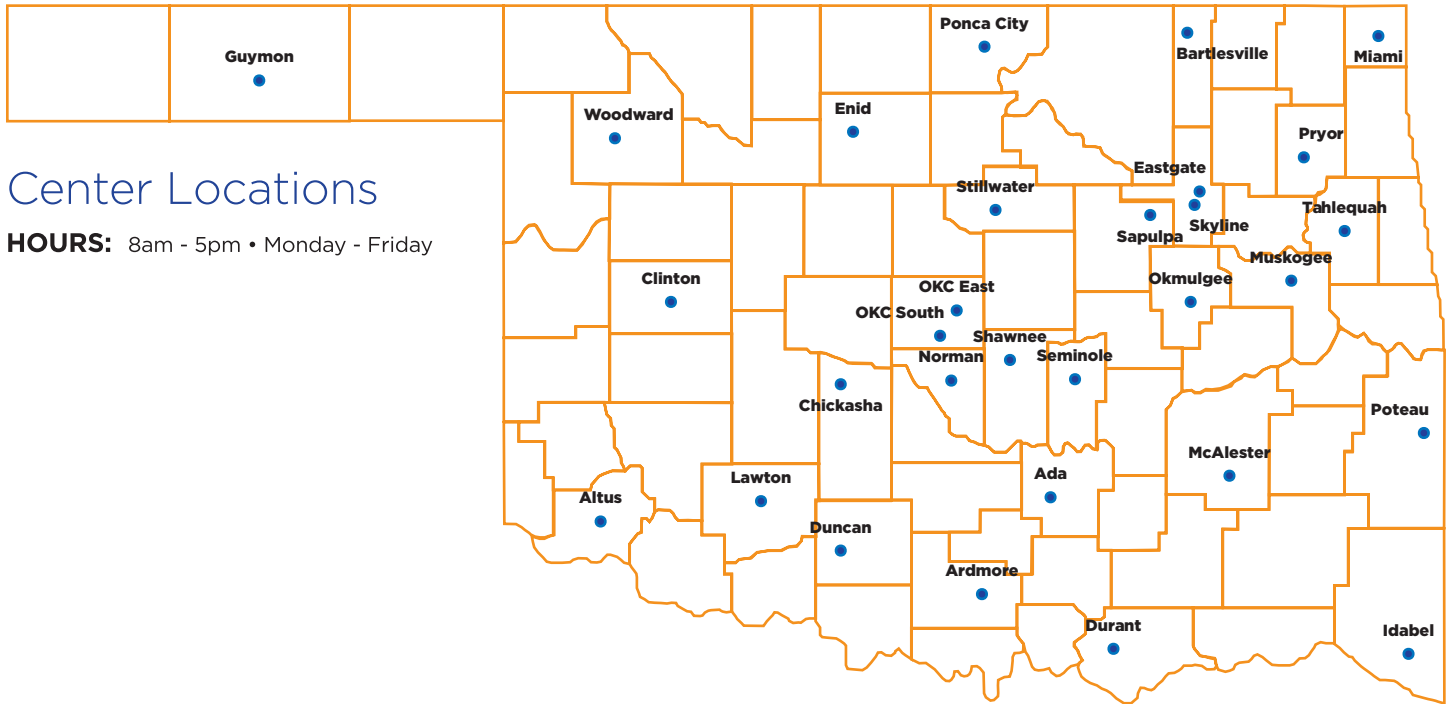 Ponca City
Guymon
Bartlesville
Miami
Woodward
Enid
Pryor
Center Locations
Eastgate
Stillwater
Tahlequah
HOURS: 8am - 5pm • Monday - Friday
Skyline
Sapulpa
Muskogee
Clinton
Okmulgee
OKC East
OKC South
Shawnee
Norman
Seminole
Chickasha
Poteau
McAlester
Ada
Lawton
Altus
Duncan
Ardmore
Durant
Idabel